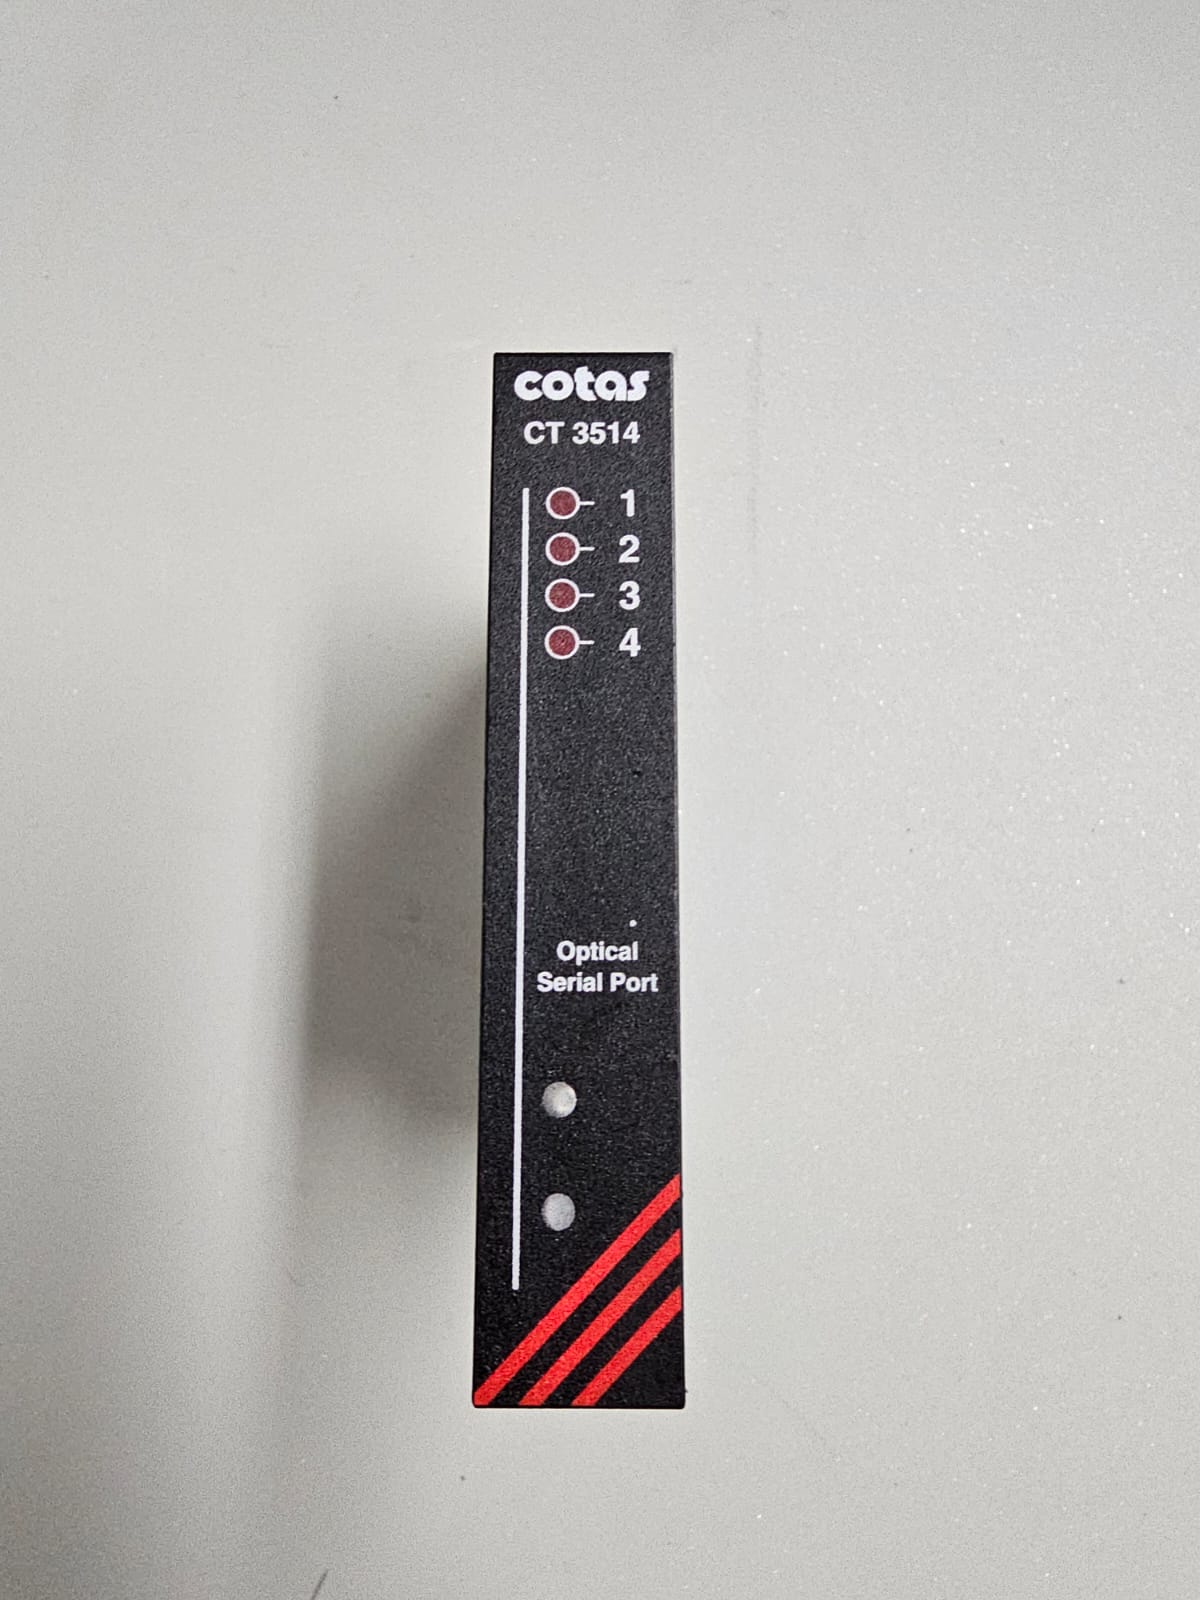 cotas
CT 3514
1
2
3
4
Optical
Serial Port